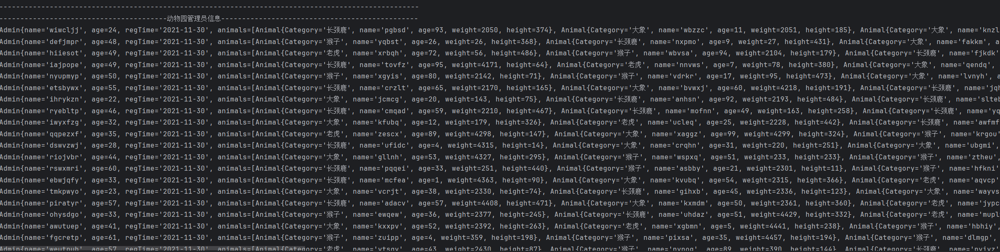 --------------------------------------------------------------------------------------------------------------------
----------------------------------------动物园管理员信息-----------------------------------------------
Admin{name='wiwcljj', age=24, regTime='2021-11-30', animals=[Animal{Category='长颈鹿', name='pgbsd', age=93, weight=2050, height=374}, Animal{Category='大象', name='wbzzc', age=11, weight=2051, height=185}, Animal{Category='大象', name='knzl
Admin{name='defjmpr', age=48, regTime='2021-11-30', animals=[Animal{Category='猴子', name='yqbst', age=26, weight=26, height=368}, Animal{Category='长颈鹿', name='nxpmo', age=9, weight=27, height=431}, Animal{Category='大象', name='fakkm', a
Admin{name='hiiesot', age=49, regTime='2021-11-30', animals=[Animal{Category='老虎', name='xrbqh', age=72, weight=56, height=486}, Animal{Category='猴子', name='wbvsa', age=94, weight=2104, height=179}, Animal{Category='长颈鹿', name='fjkdk'
Admin{name='iajpope', age=49, regTime='2021-11-30', animals=[Animal{Category='长颈鹿', name='tovfz', age=95, weight=4171, height=64}, Animal{Category='老虎', name='nnvws', age=7, weight=78, height=380}, Animal{Category='大象', name='qendq',
Admin{name='nyupmyp', age=50, regTime='2021-11-30', animals=[Animal{Category='猴子', name='xgyis', age=80, weight=2142, height=71}, Animal{Category='猴子', name='vdrkr', age=17, weight=95, height=473}, Animal{Category='大象', name='lvnyh', a
Admin{name='etsbywx', age=55, regTime='2021-11-30', animals=[Animal{Category='长颈鹿', name='crzlt', age=65, weight=2170, height=165}, Animal{Category='大象', name='bvwxj', age=60, weight=4218, height=191}, Animal{Category='长颈鹿', name='jqh
Admin{name='ihrykzn', age=22, regTime='2021-11-30', animals=[Animal{Category='大象', name='jcmcg', age=20, weight=143, height=75}, Animal{Category='长颈鹿', name='anhsn', age=92, weight=2193, height=484}, Animal{Category='长颈鹿', name='slteb
Admin{name='ryebltp', age=46, regTime='2021-11-30', animals=[Animal{Category='长颈鹿', name='cmqad', age=59, weight=2210, height=467}, Animal{Category='长颈鹿', name='mofnn', age=49, weight=163, height=258}, Animal{Category='长颈鹿', name='yq
Admin{name='iwyxfzg', age=32, regTime='2021-11-30', animals=[Animal{Category='大象', name='kfubq', age=12, weight=179, height=326}, Animal{Category='老虎', name='ucleq', age=25, weight=2228, height=442}, Animal{Category='长颈鹿', name='awfmf
Admin{name='qqpezxf', age=35, regTime='2021-11-30', animals=[Animal{Category='老虎', name='zescx', age=89, weight=4298, height=147}, Animal{Category='大象', name='xaggz', age=99, weight=4299, height=324}, Animal{Category='猴子', name='krgou'
Admin{name='dswvzwj', age=28, regTime='2021-11-30', animals=[Animal{Category='长颈鹿', name='ufidc', age=4, weight=4315, height=14}, Animal{Category='大象', name='crqhn', age=31, weight=220, height=251}, Animal{Category='大象', name='ubgmi',
Admin{name='riojvbr', age=44, regTime='2021-11-30', animals=[Animal{Category='大象', name='gllnh', age=53, weight=4327, height=295}, Animal{Category='猴子', name='wspxq', age=51, weight=233, height=233}, Animal{Category='猴子', name='ztheu',
Admin{name='rswxmri', age=60, regTime='2021-11-30', animals=[Animal{Category='长颈鹿', name='pqqei', age=33, weight=251, height=440}, Animal{Category='猴子', name='asbby', age=21, weight=2301, height=11}, Animal{Category='猴子', name='hfkni'
Admin{name='ebwjqfy', age=33, regTime='2021-11-30', animals=[Animal{Category='长颈鹿', name='mcfea', age=1, weight=4363, height=90}, Animal{Category='大象', name='kvubq', age=54, weight=2315, height=366}, Animal{Category='老虎', name='aqvcp'
Admin{name='tmkpwyo', age=23, regTime='2021-11-30', animals=[Animal{Category='大象', name='vcrjt', age=38, weight=2330, height=74}, Animal{Category='长颈鹿', name='gihxb', age=45, weight=2336, height=123}, Animal{Category='大象', name='wayvs
Admin{name='piratyr', age=57, regTime='2021-11-30', animals=[Animal{Category='长颈鹿', name='adacv', age=57, weight=4408, height=471}, Animal{Category='大象', name='kxmdm', age=50, weight=2361, height=360}, Animal{Category='老虎', name='jypc
Admin{name='ohysdgo', age=33, regTime='2021-11-30', animals=[Animal{Category='猴子', name='ewqew', age=36, weight=2377, height=245}, Animal{Category='长颈鹿', name='uhdaz', age=51, weight=4429, height=332}, Animal{Category='老虎', name='mupl
Admin{name='awutuep', age=41, regTime='2021-11-30', animals=[Animal{Category='大象', name='kxxpv', age=52, weight=2392, height=263}, Animal{Category='老虎', name='xgbmn', age=5, weight=4441, height=238}, Animal{Category='猴子', name='hbhiy',
Admin{name='fgcretp', age=61, regTime='2021-11-30', animals=[Animal{Category='猴子', name='zuipp', age=4, weight=359, height=198}, Animal{Category='猴子', name='pixsa', age=35, weight=4457, height=194}, Animal{Category='猴子', name='dlmgp',
Admin{name='weutpuh', age=57, regTime='2021-11-30', animals=[Animal{Category='老虎', name='vtsgy', age=43, weight=2430, height=87}, Animal{Category='猴子', age=89, weight=390, height=144}, Animal{Category='长颈鹿',